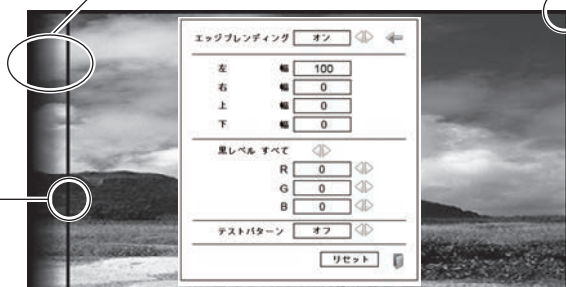 エッジブレンディング オン
左 幅 100
右 幅 0
上 幅 0
下 幅 0
黒レベル すべて
R 0
G 0
B 0
テストパターン オフ
リセット